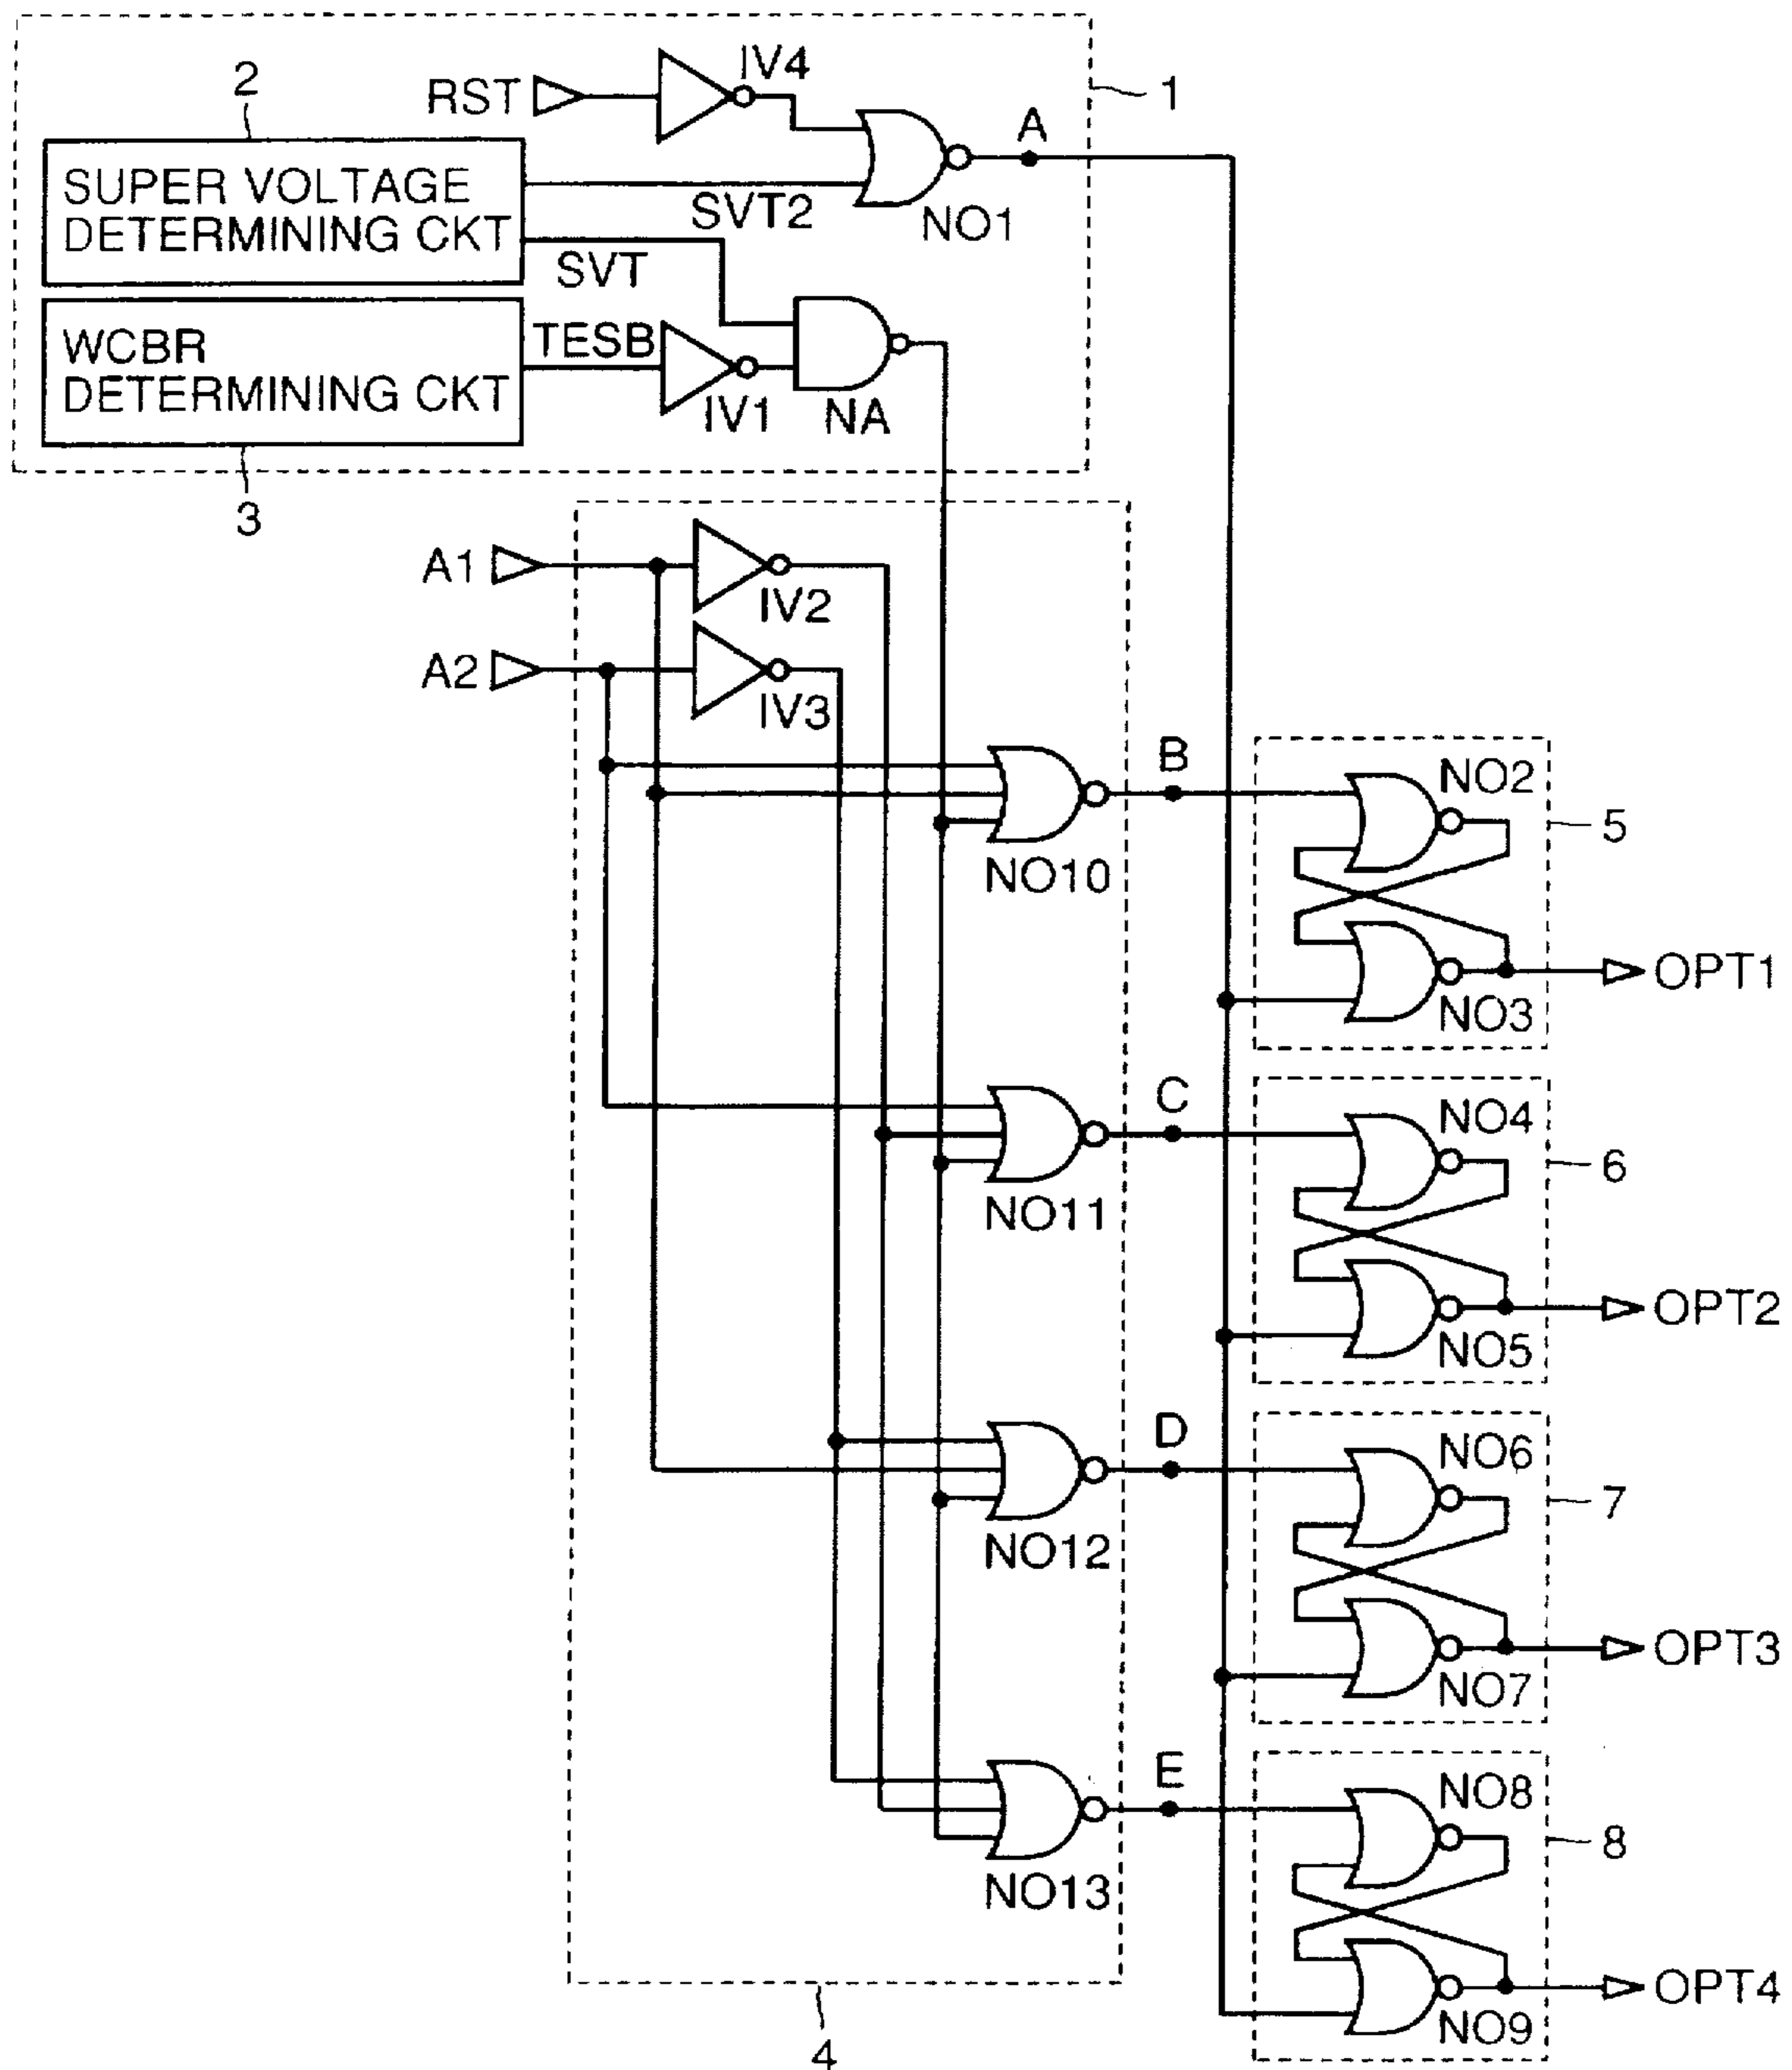 IV4
1
2
RST
A
SUPER VOLTAGE
DETERMINING CKT
SVT2
NO1
SVT
WCBR
DETERMINING CKT
TESB
IV1
NA
3
A1
IV2
A2
IV3
B
NO2
5
NO10
NO3
OPT1
C
NO4
6
NO11
NO5
OPT2
D
NO6
7
NO12
NO7
OPT3
E
NO8
8
NO13
NO9
OPT4
4